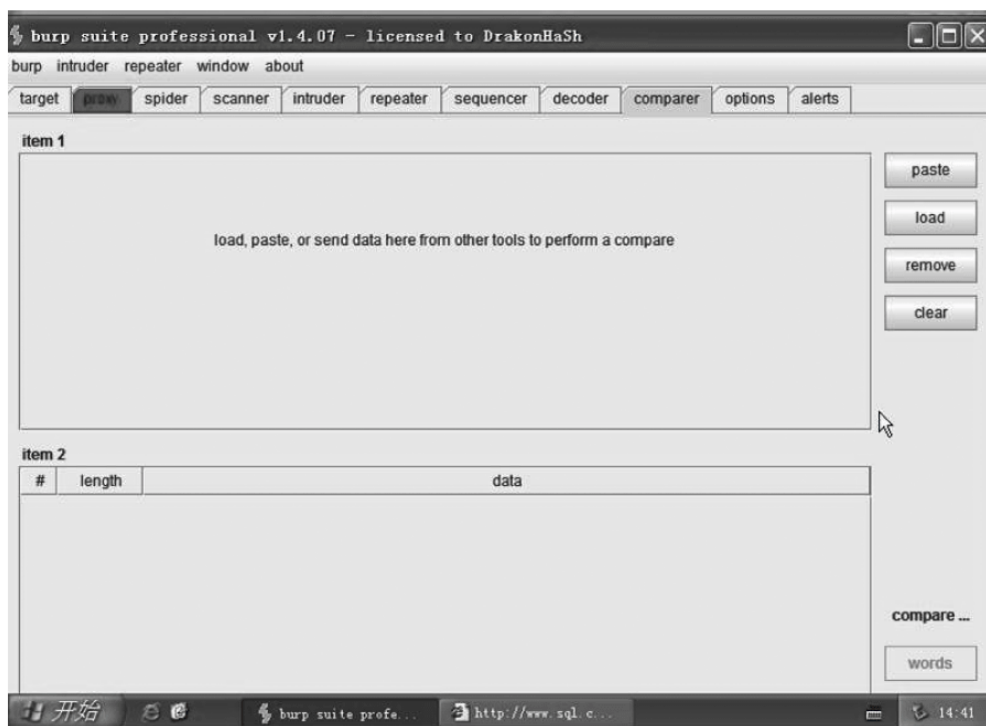 burp suite professional v1.4.07 - licensed to DrakonHaSh
burp intruder repeater window about
target proxy spider scanner intruder repeater sequencer decoder comparer options alerts
item 1
load, paste, or send data here from other tools to perform a compare
paste
load
remove
clear
item 2
# length data
compare ...
words
开始 burp suite profe... http://www.sql.c... 14:41